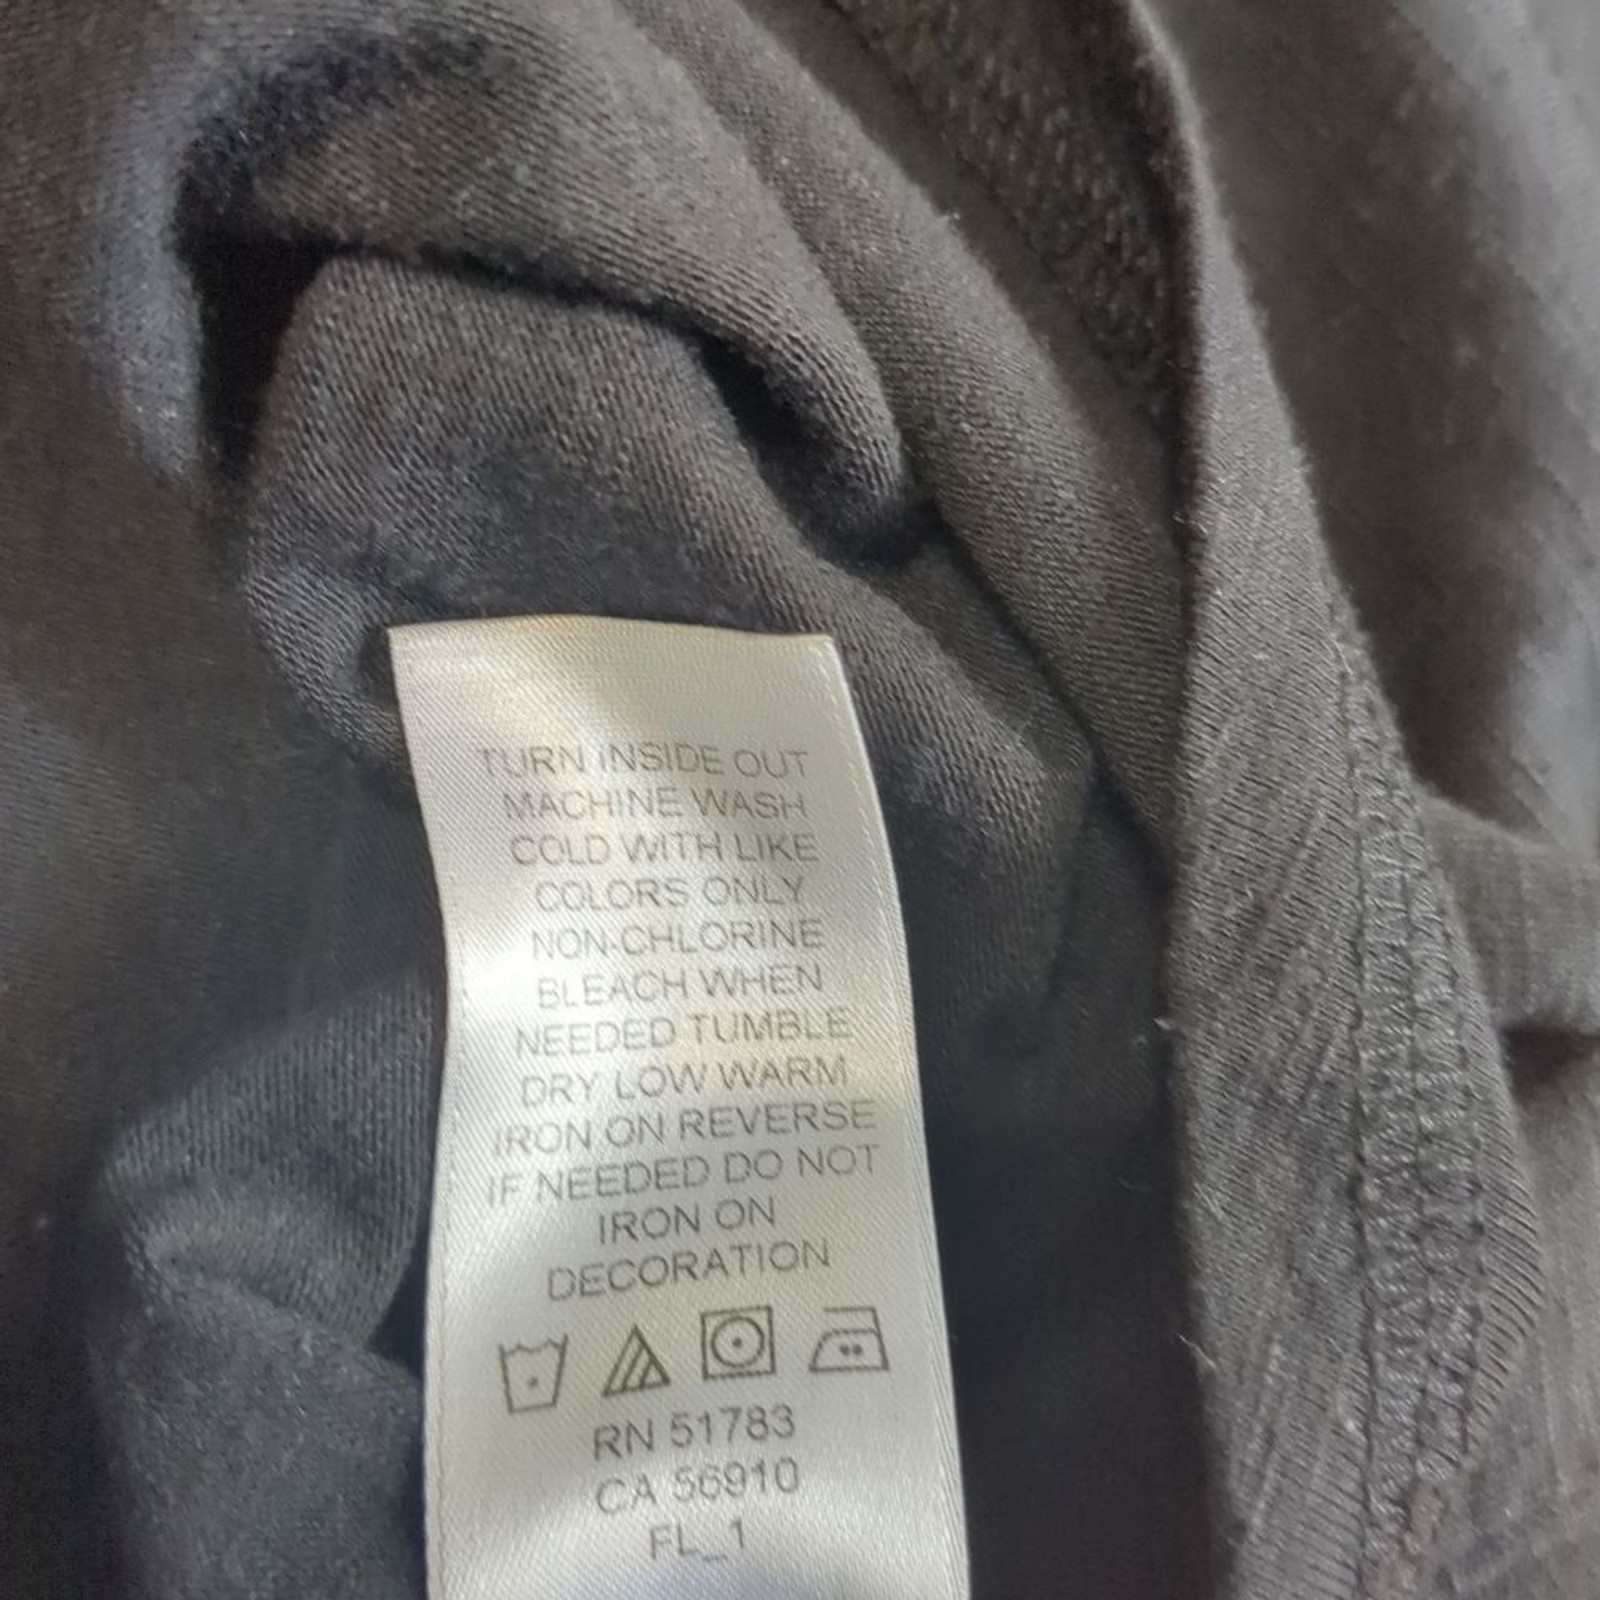 TURN INSIDE OUT
MACHINE WASH
COLD WITH LIKE
COLORS ONLY
NON-CHLORINE
BLEACH WHEN
NEEDED TUMBLE
DRY LOW WARM
IRON ON REVERSE
IF NEEDED DO NOT
IRON ON
DECORATION
RN 51783
CA 56910
FL_1